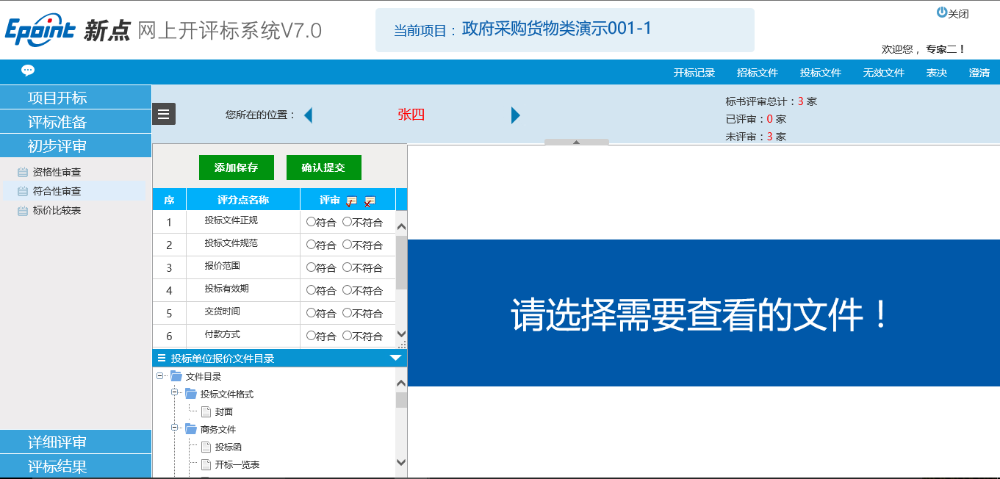 Epoint 新点 网上开评标系统V7.0
当前项目：政府采购货物类演示001-1
关闭
欢迎您，专家二！
开标记录 招标文件 投标文件 无效文件 表决 澄清
项目开标
评标准备
初步评审
资格性审查
符合性审查
标价比较表
详细评审
评标结果
您所在的位置： 张四
标书评审总计：3 家
已评审：0 家
未评审：3 家
添加保存 确认提交
序 评分点名称 评审
1 投标文件正规 符合 不符合
2 投标文件规范 符合 不符合
3 报价范围 符合 不符合
4 投标有效期 符合 不符合
5 交货时间 符合 不符合
6 付款方式 符合 不符合
投标单位报价文件目录
文件目录
投标文件格式
封面
商务文件
投标函
开标一览表
请选择需要查看的文件！